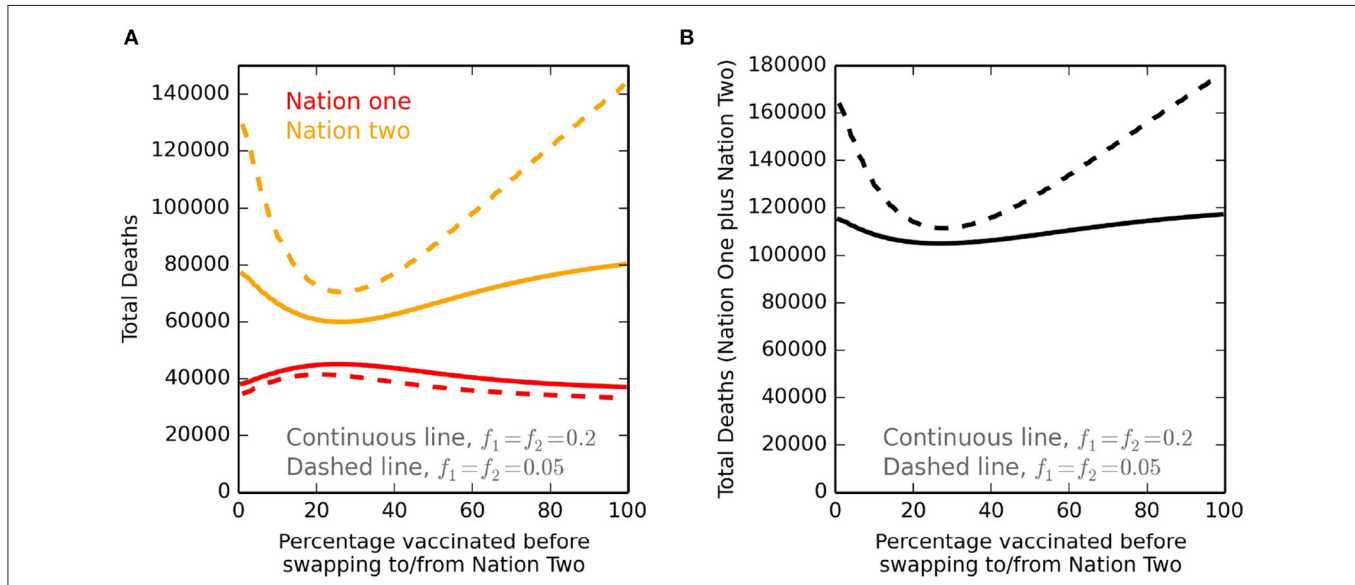 A
Total Deaths
140000
120000
100000
80000
60000
40000
20000
0
Nation one
Nation two
Continuous line, f₁=f₂=0.2
Dashed line, f₁=f₂=0.05
0 20 40 60 80 100
Percentage vaccinated before
swapping to/from Nation Two
B
Total Deaths (Nation One plus Nation Two)
180000
160000
140000
120000
100000
80000
60000
40000
20000
0
Continuous line, f₁=f₂=0.2
Dashed line, f₁=f₂=0.05
0 20 40 60 80 100
Percentage vaccinated before
swapping to/from Nation Two